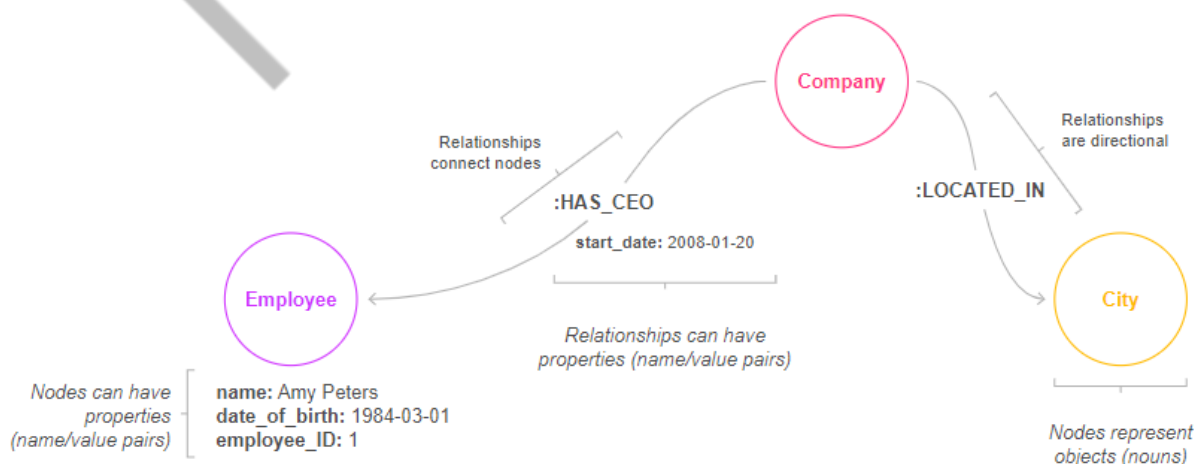 Company
Relationships
are directional
Relationships
connect nodes
:HAS_CEO
:LOCATED_IN
start_date: 2008-01-20
Employee
City
Relationships can have
properties (name/value pairs)
Nodes can have
properties
(name/value pairs)
name: Amy Peters
date_of_birth: 1984-03-01
employee_ID: 1
Nodes represent
objects (nouns)